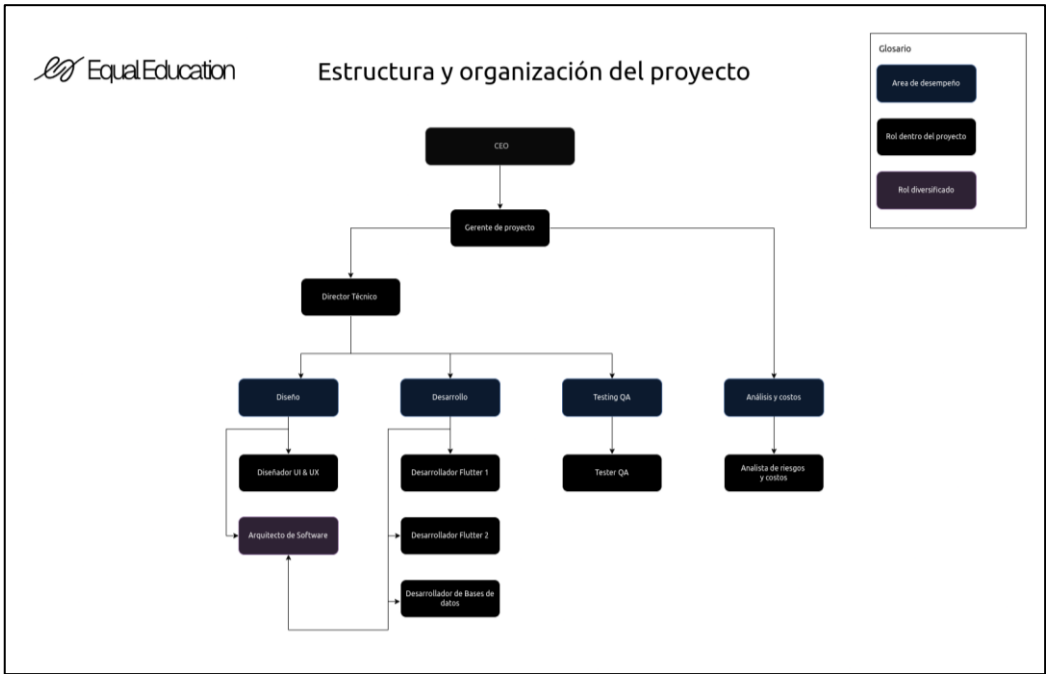 EqualEducation
Estructura y organización del proyecto
Glosario
Area de desempeño
Rol dentro del proyecto
Rol diversificado
CEO
Gerente de proyecto
Director Técnico
Diseño
Desarrollo
Testing QA
Análisis y costos
Diseñador UI & UX
Desarrollador Flutter 1
Tester QA
Analista de riesgos
y costos
Arquitecto de Software
Desarrollador Flutter 2
Desarrollador de Bases de
datos